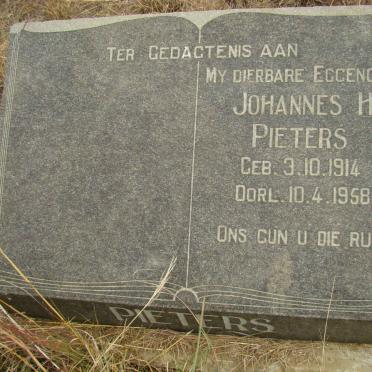 TER GEDACTENIS AAN
MY DIERBARE EGGENO
JOHANNES H
PIETERS
GEB. 3.10.1914
DORL. 10.4.1958
ONS GUN U DIE RU
PIETERS